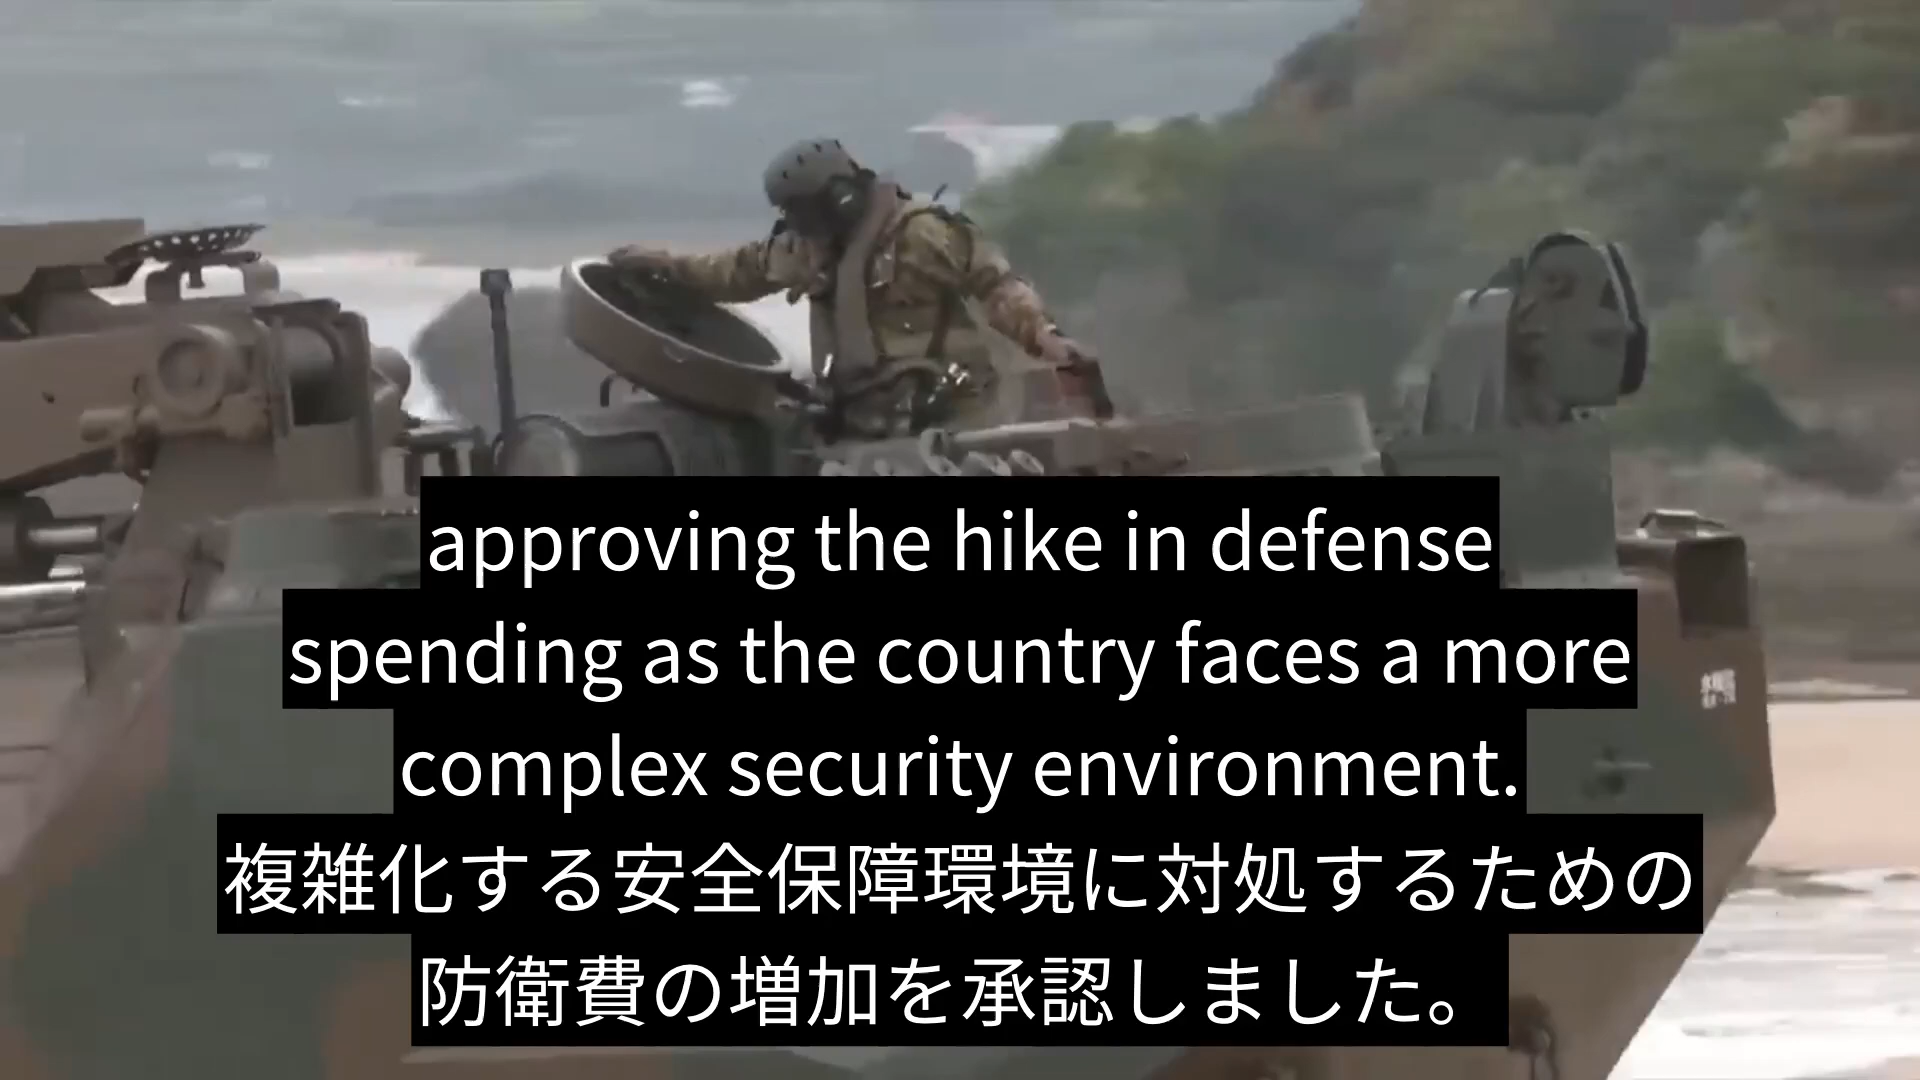 approving the hike in defense
spending as the country faces a more
complex security environment.
複雑化する安全保障環境に対処するための
防衛費の増加を承認しました。